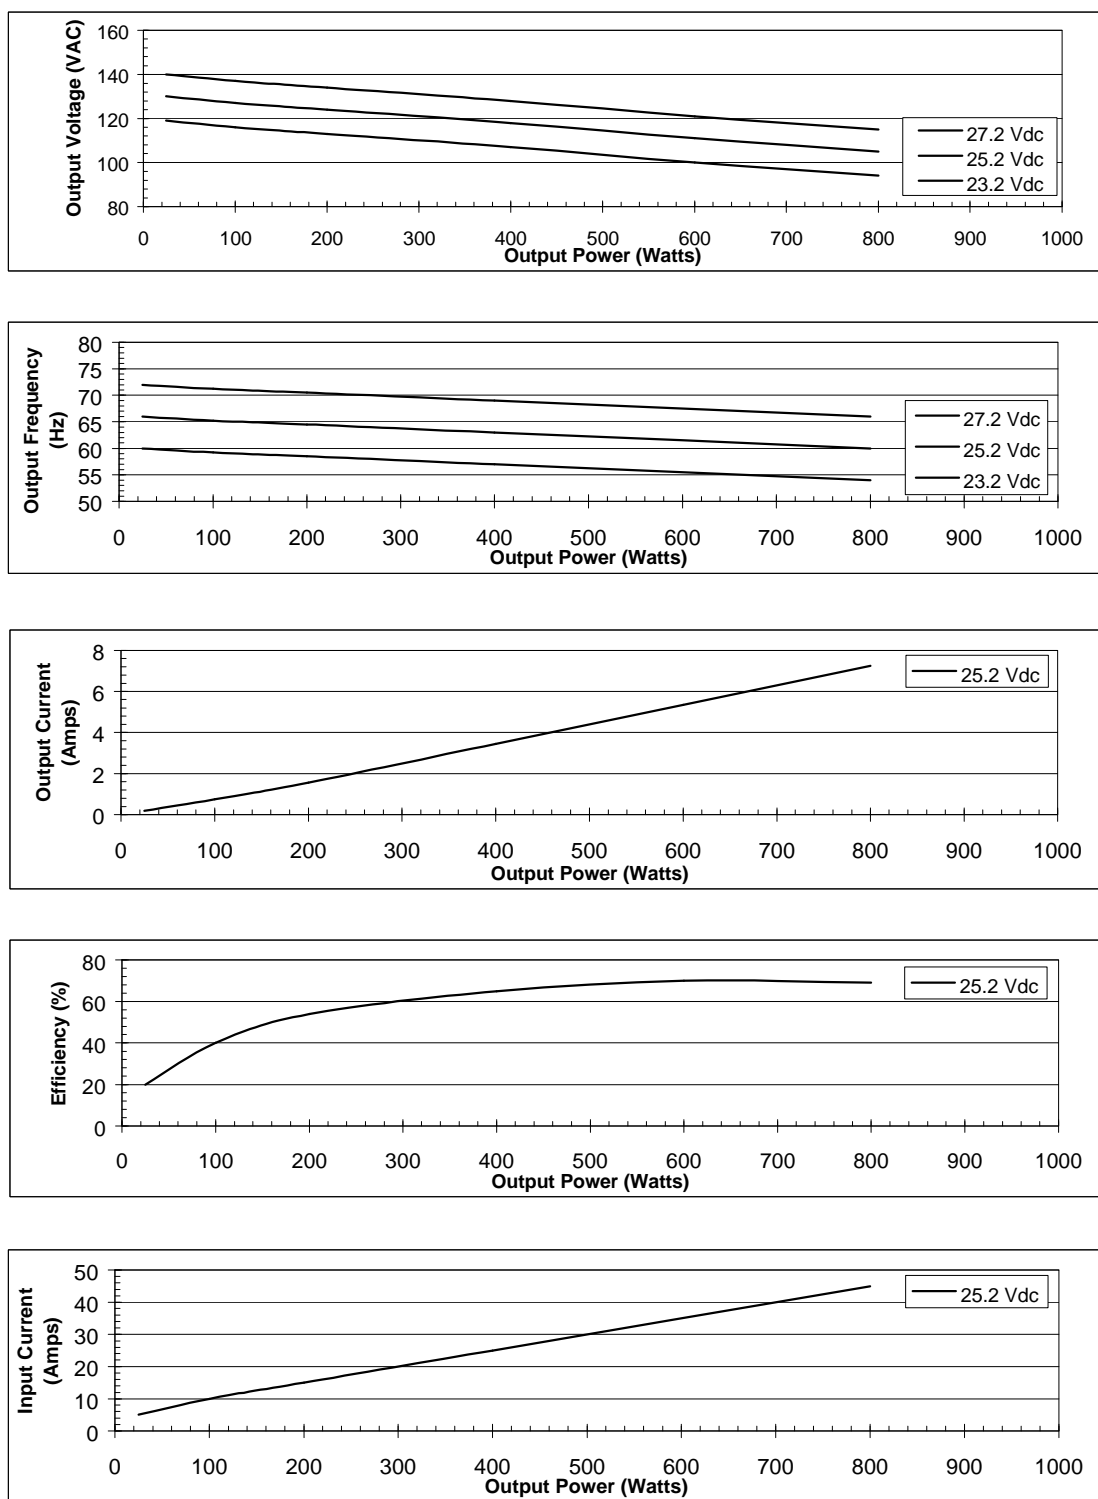 Output Voltage (VAC)
160
140
120
100
80
27.2 Vdc
25.2 Vdc
23.2 Vdc
0 100 200 300 400 500 600 700 800 900 1000
Output Power (Watts)
Output Frequency
(Hz)
80
75
70
65
60
55
50
27.2 Vdc
25.2 Vdc
23.2 Vdc
0 100 200 300 400 500 600 700 800 900 1000
Output Power (Watts)
Output Current
(Amps)
8
6
4
2
0
25.2 Vdc
0 100 200 300 400 500 600 700 800 900 1000
Output Power (Watts)
Efficiency (%)
80
60
40
20
0
25.2 Vdc
0 100 200 300 400 500 600 700 800 900 1000
Output Power (Watts)
Input Current
(Amps)
50
40
30
20
10
0
25.2 Vdc
0 100 200 300 400 500 600 700 800 900 1000
Output Power (Watts)